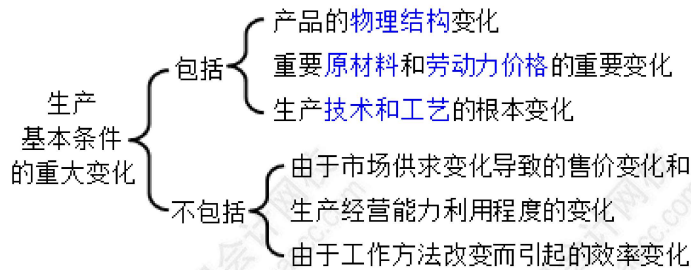 产品的物理结构变化
包括
重要原材料和劳动力价格的重要变化
生产技术和工艺的根本变化
生产
基本条件
的重大变化
由于市场供求变化导致的售价变化和
不包括
生产经营能力利用程度的变化
由于工作方法改变而引起的效率变化